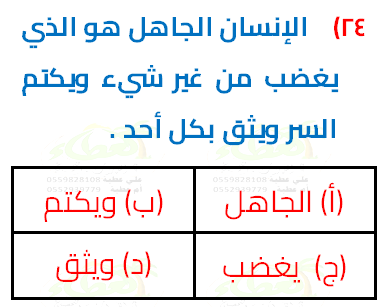 ٢٤) الإنسان الجاهل هو الذي
يغضب من غير شيء ويكتم
السر ويثق بكل أحد .
(أ) الجاهل (ب) ويكتم
(ج) يغضب (د) ويثق